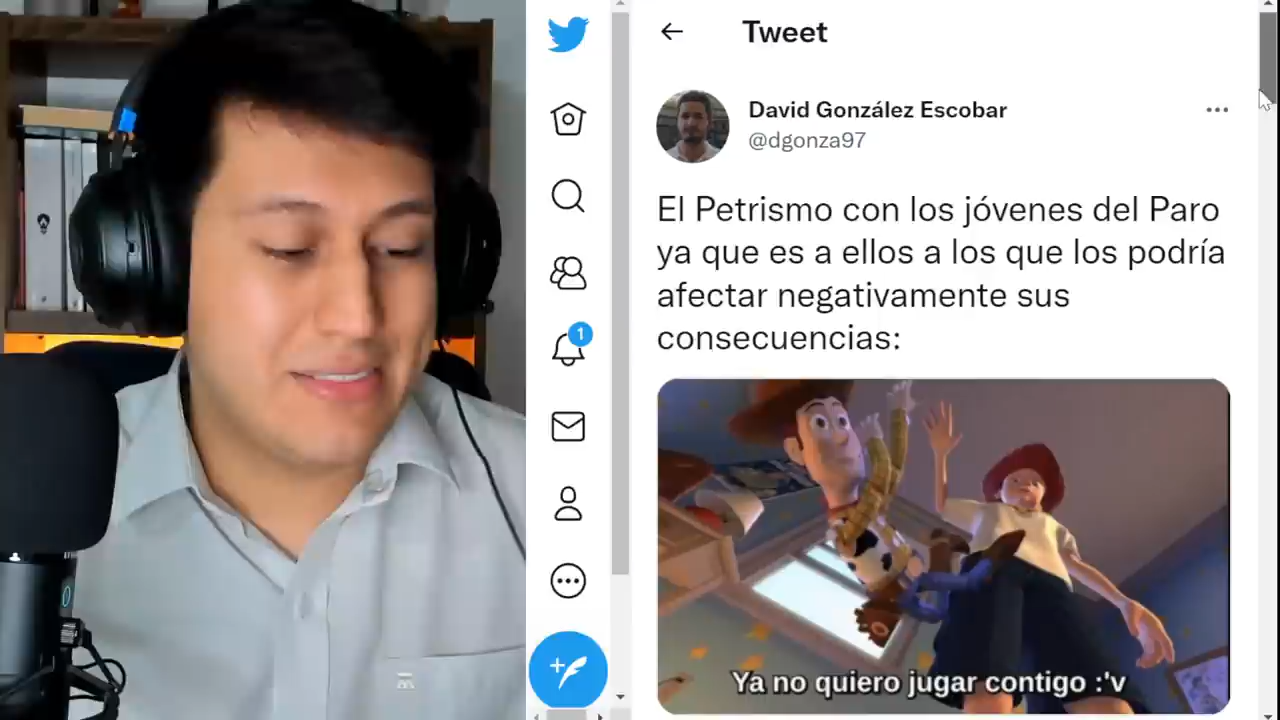 Tweet
David González Escobar
@dgonza97
El Petrismo con los jóvenes del Paro
ya que es a ellos a los que los podría
afectar negativamente sus
consecuencias:
1
Ya no quiero jugar contigo :'v